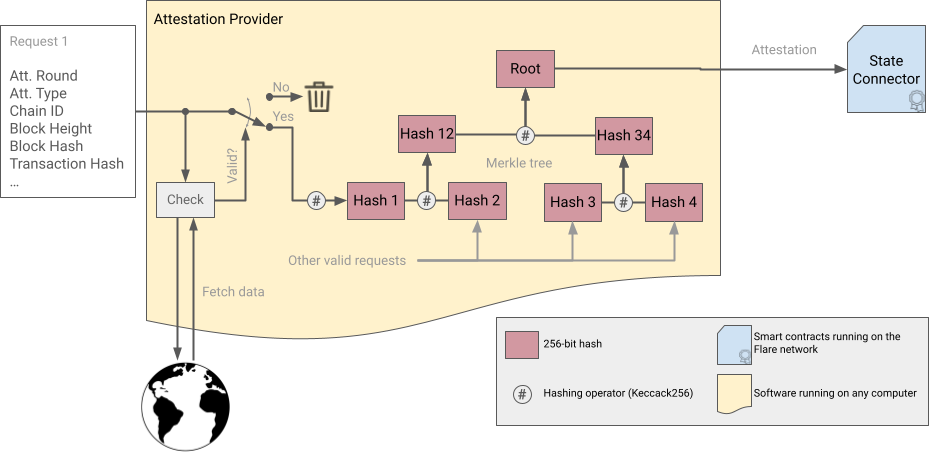 Attestation Provider
Request 1
Att. Round
Att. Type
Chain ID
Block Height
Block Hash
Transaction Hash
...
No
Yes
Valid?
Check
Fetch data
#
Hash 1
#
Hash 2
Hash 12
#
Root
Merkle tree
Hash 34
Hash 3
#
Hash 4
Other valid requests
Attestation
State
Connector
256-bit hash
#
Hashing operator (Keccack256)
Smart contracts running on the
Flare network
Software running on any computer